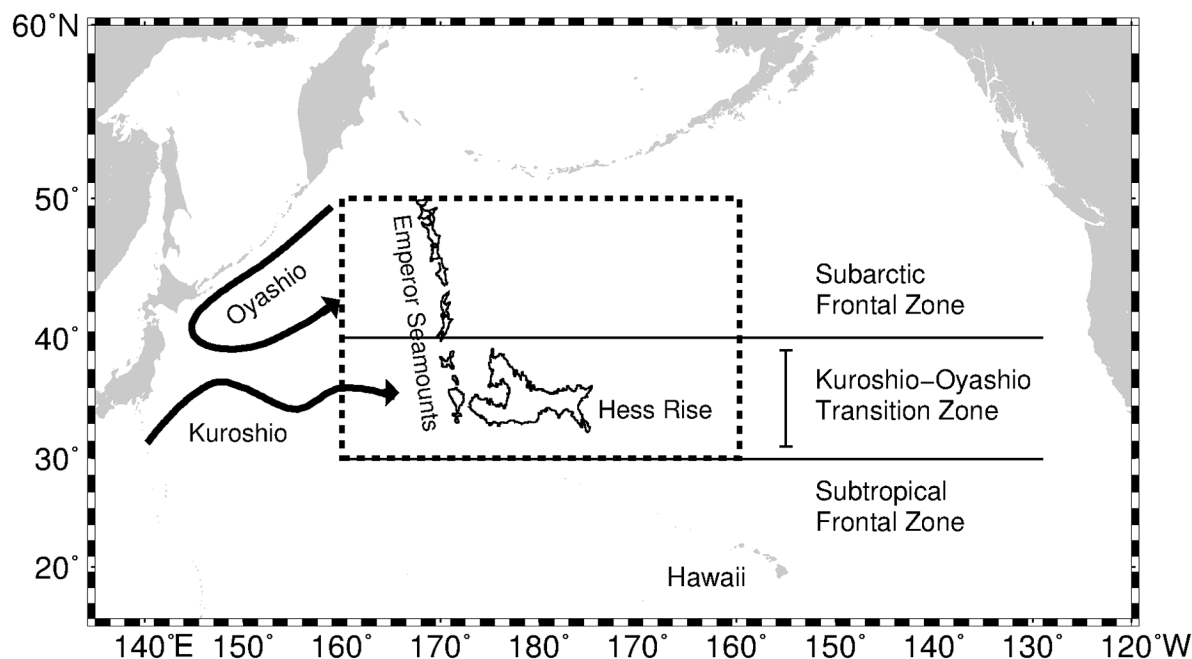 60˚N
50˚
40˚
30˚
20˚
Oyashio
Kuroshio
Emperor Seamounts
Hess Rise
Subarctic
Frontal Zone
Kuroshio−Oyashio
Transition Zone
Subtropical
Frontal Zone
Hawaii
140˚E 150˚ 160˚ 170˚ 180˚ 170˚ 160˚ 150˚ 140˚ 130˚ 120˚W